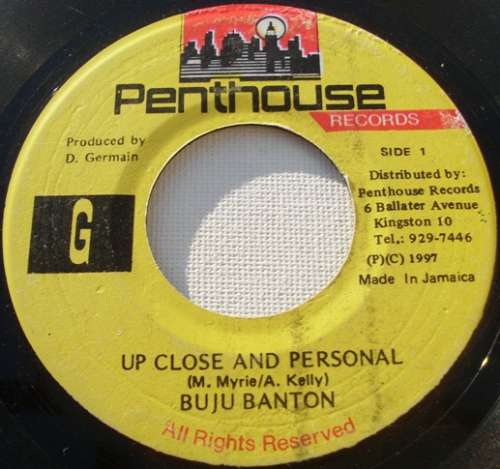 Penthouse
RECORDS
Produced by
D. Germain
SIDE 1
G
Distributed by:
Penthouse Records
6 Ballater Avenue
Kingston 10
Tel,: 929-7446
(P)(C) 1997
Made In Jamaica
UP CLOSE AND PERSONAL
(M. Myrie/A. Kelly)
BUJU BANTON
All Rights Reserved